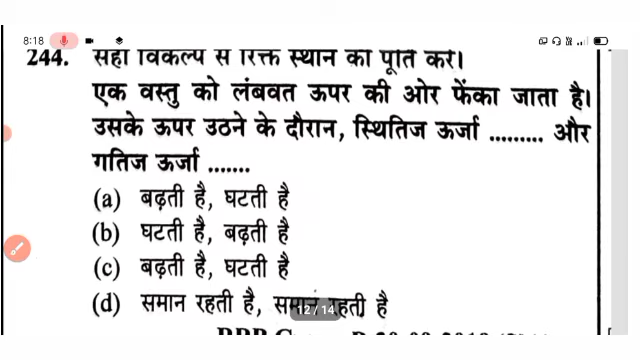 8:18
244. सही विकल्प से रिक्त स्थान की पूर्ति करें।
एक वस्तु को लंबवत ऊपर की ओर फेंका जाता है।
उसके ऊपर उठने के दौरान, स्थितिज ऊर्जा ......... और
गतिज ऊर्जा .......
(a) बढ़ती है, घटती है
(b) घटती है, बढ़ती है
(c) बढ़ती है, घटती है
(d) समान रहती है, समान रहती है
12 / 14